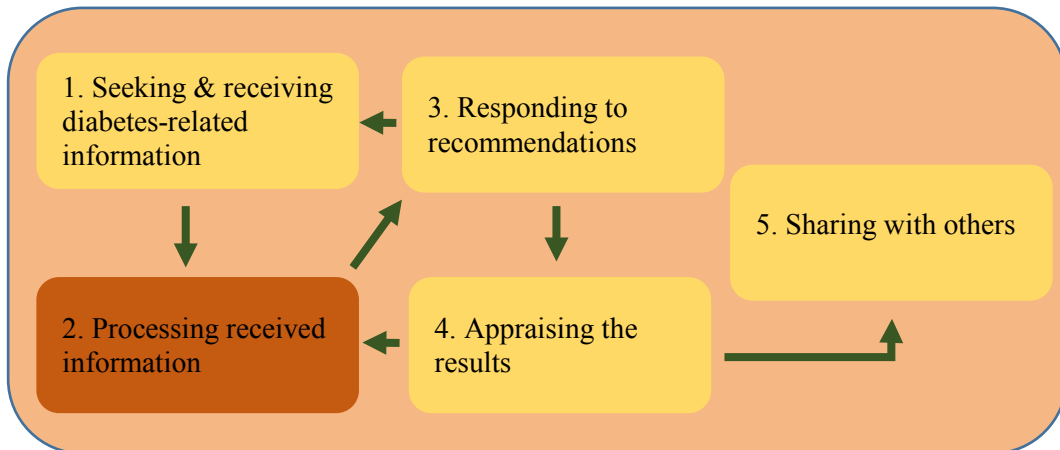 1. Seeking & receiving
diabetes-related
information
2. Processing received
information
3. Responding to
recommendations
4. Appraising the
results
5. Sharing with others